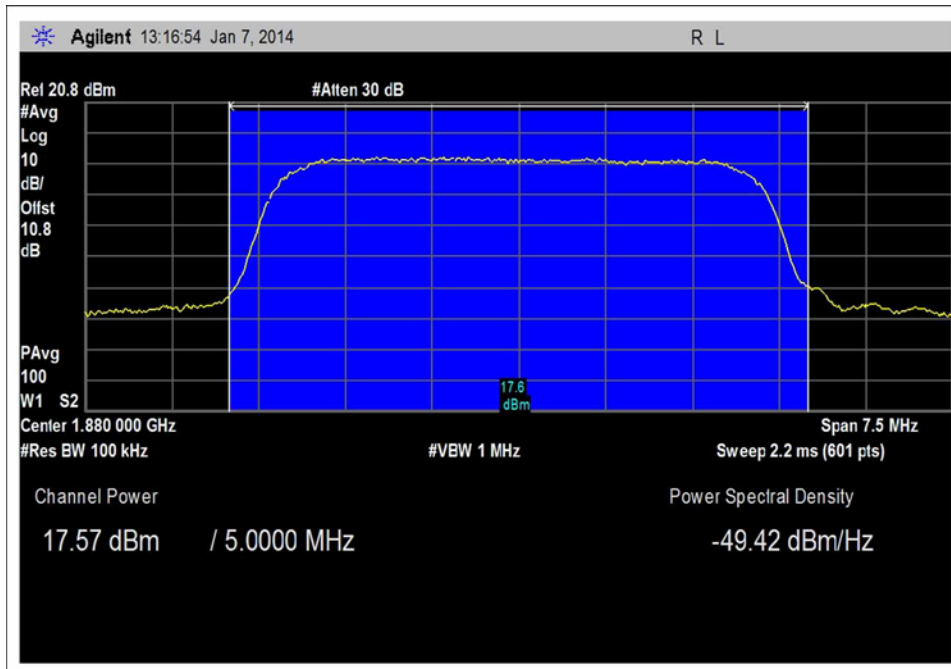 Agilent 13:16:54 Jan 7, 2014 R L
Rel 20.8 dBm #Atten 30 dB
#Avg
Log
10
dB/
Offst
10.8
dB
PAvg
100
W1 S2
17.6
dBm
Center 1.880 000 GHz Span 7.5 MHz
#Res BW 100 kHz #VBW 1 MHz Sweep 2.2 ms (601 pts)
Channel Power Power Spectral Density
17.57 dBm / 5.0000 MHz -49.42 dBm/Hz